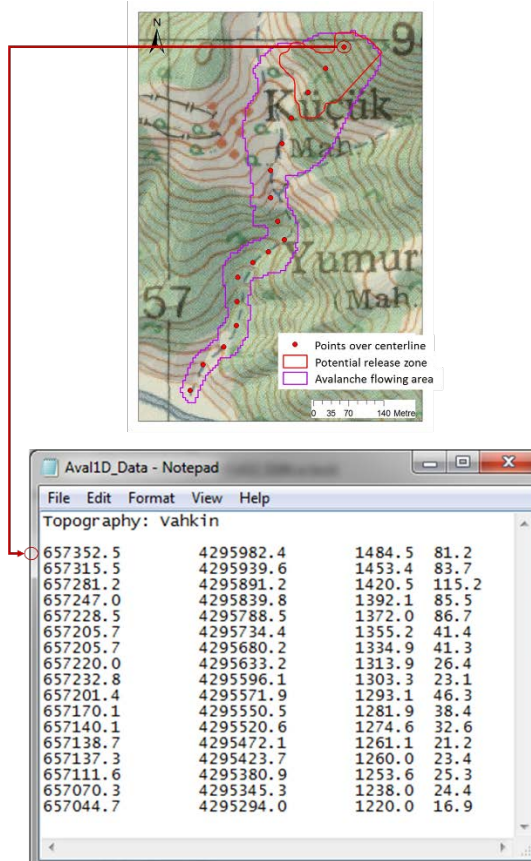 N
9
Küçük
(Mah.)
Yumur
57
(Mah.
Points over centerline
Potential release zone
Avalanche flowing area
0 35 70 140 Metre
Aval1D_Data - Notepad
File Edit Format View Help
Topography: Vahkin
657352.5 4295982.4 1484.5 81.2
657315.5 4295939.6 1453.4 83.7
657281.2 4295891.2 1420.5 115.2
657247.0 4295839.8 1392.1 85.5
657228.5 4295788.5 1372.0 86.7
657205.7 4295734.4 1355.2 41.4
657205.7 4295680.2 1334.9 41.3
657220.0 4295633.2 1313.9 26.4
657232.8 4295596.1 1303.3 23.1
657201.4 4295571.9 1293.1 46.3
657170.1 4295550.5 1281.9 38.4
657140.1 4295520.6 1274.6 32.6
657138.7 4295472.1 1261.1 21.2
657137.3 4295423.7 1260.0 23.4
657111.6 4295380.9 1253.6 25.3
657070.3 4295345.3 1238.0 24.4
657044.7 4295294.0 1220.0 16.9